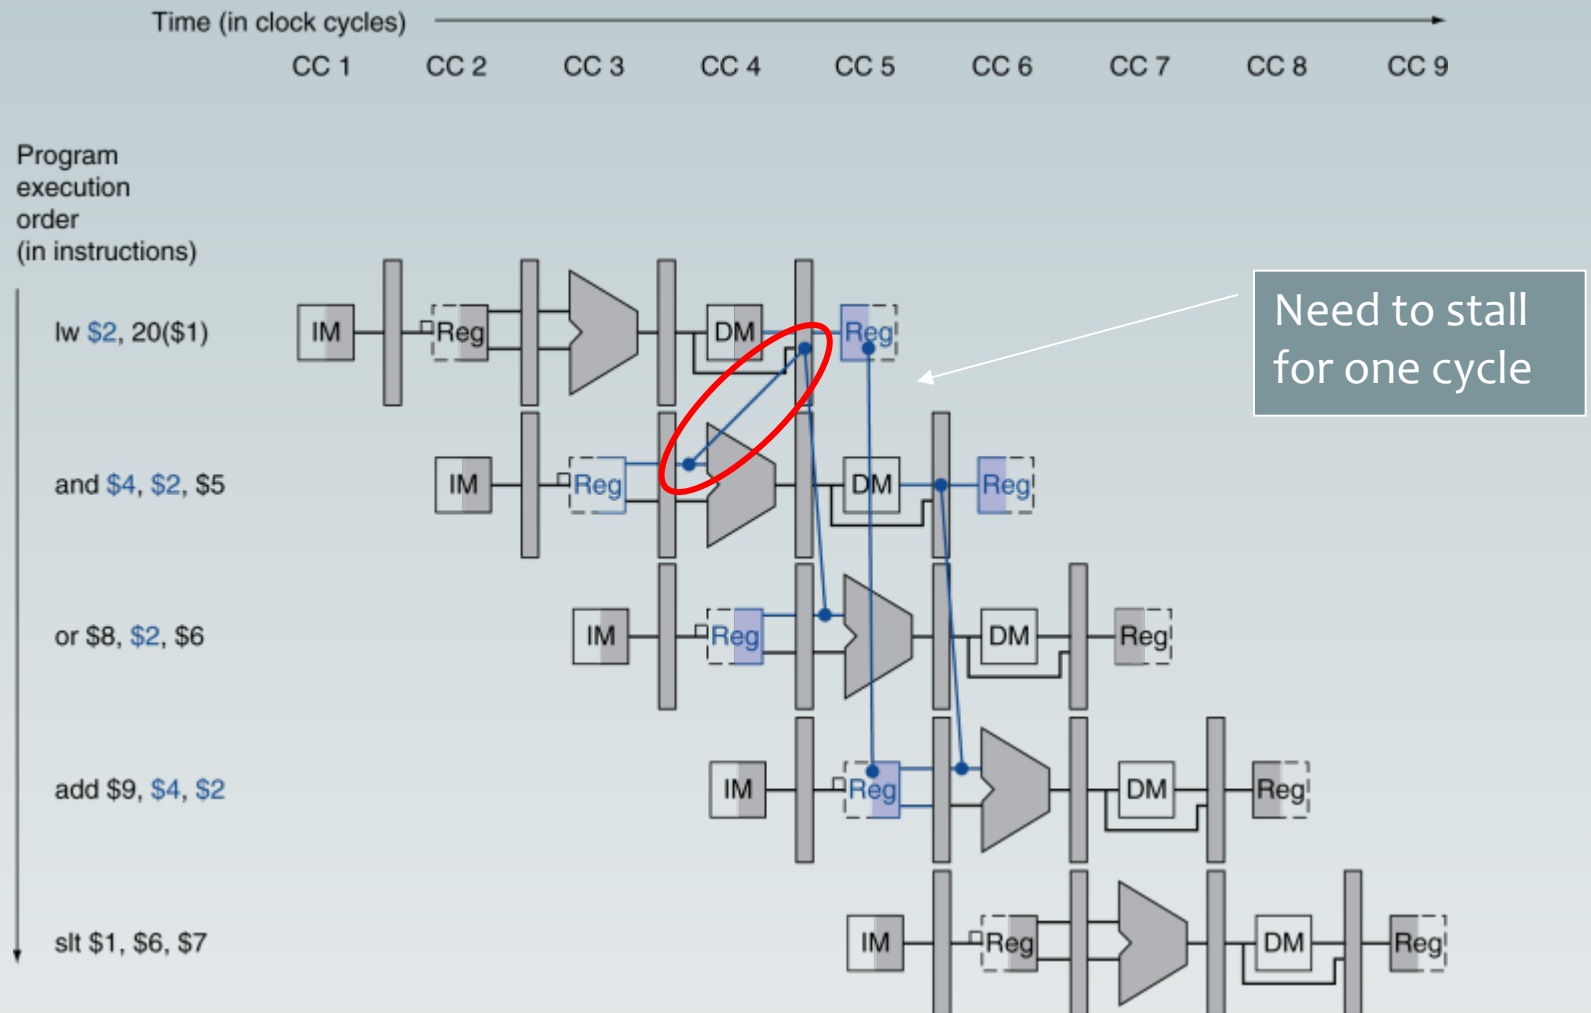 Time (in clock cycles)
CC 1 CC 2 CC 3 CC 4 CC 5 CC 6 CC 7 CC 8 CC 9
Program
execution
order
(in instructions)
Need to stall
for one cycle
lw $2, 20($1) IM Reg DM Reg
and $4, $2, $5 IM Reg DM Reg
or $8, $2, $6 IM Reg DM Reg
add $9, $4, $2 IM Reg DM Reg
slt $1, $6, $7 IM Reg DM Reg